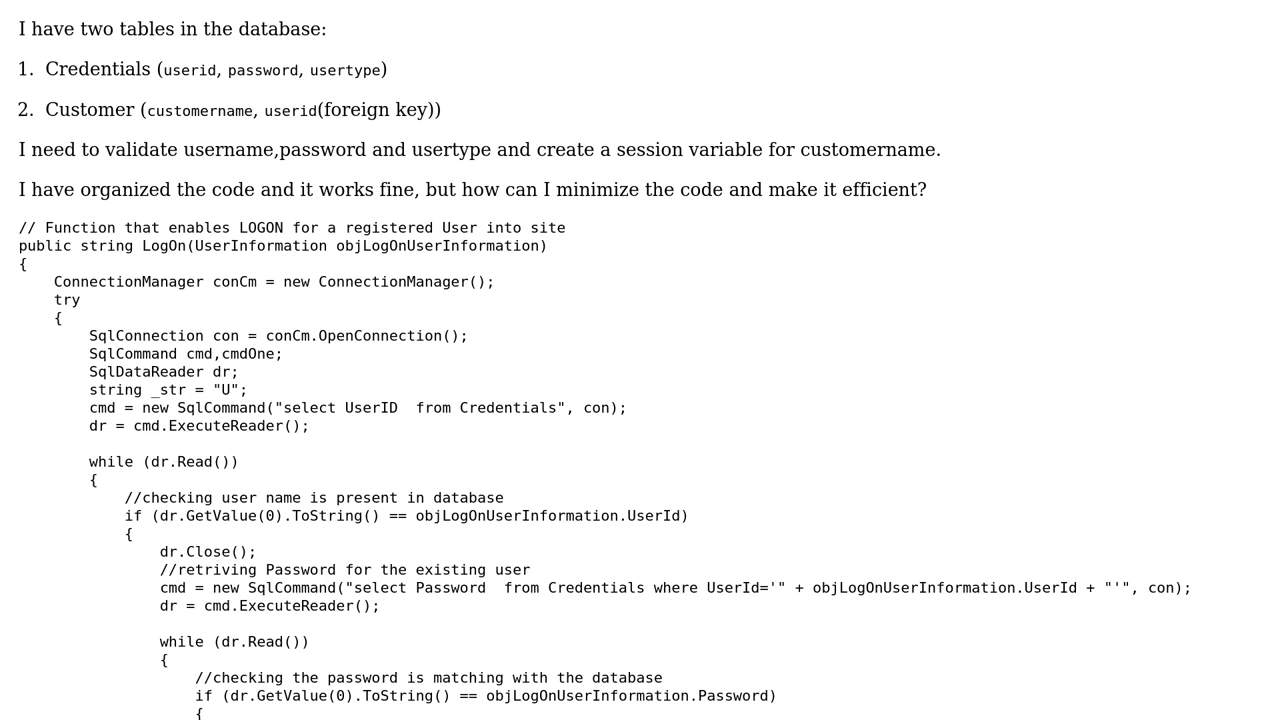 I have two tables in the database:
1. Credentials (userid, password, usertype)
2. Customer (customername, userid(foreign key))
I need to validate username,password and usertype and create a session variable for customername.
I have organized the code and it works fine, but how can I minimize the code and make it efficient?
// Function that enables LOGON for a registered User into site
public string LogOn(UserInformation objLogOnUserInformation)
{
    ConnectionManager conCm = new ConnectionManager();
    try
    {
        SqlConnection con = conCm.OpenConnection();
        SqlCommand cmd,cmdOne;
        SqlDataReader dr;
        string _str = "U";
        cmd = new SqlCommand("select UserID  from Credentials", con);
        dr = cmd.ExecuteReader();

        while (dr.Read())
        {
            //checking user name is present in database
            if (dr.GetValue(0).ToString() == objLogOnUserInformation.UserId)
            {
                dr.Close();
                //retriving Password for the existing user
                cmd = new SqlCommand("select Password  from Credentials where UserId='" + objLogOnUserInformation.UserId + "'", con);
                dr = cmd.ExecuteReader();

                while (dr.Read())
                {
                    //checking the password is matching with the database
                    if (dr.GetValue(0).ToString() == objLogOnUserInformation.Password)
                    {